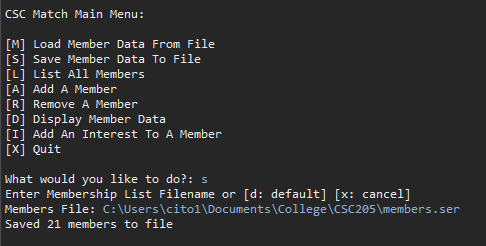 CSC Match Main Menu:
[M] Load Member Data From File
[S] Save Member Data To File
[L] List All Members
[A] Add A Member
[R] Remove A Member
[D] Display Member Data
[I] Add An Interest To A Member
[X] Quit
What would you like to do?: s
Enter Membership List Filename or [d: default] [x: cancel]
Members File: C:\Users\cito1\Documents\College\CSC205\members.ser
Saved 21 members to file